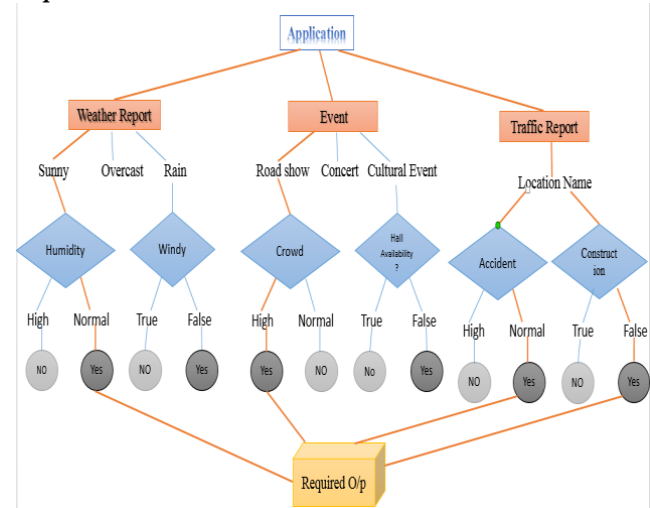 Application
Weather Report Event Traffic Report
Sunny Overcast Rain Road show Concert Cultural Event
Location Name
Humidity Windy Crowd
Hall
Availability
?
Accident
Construct
ion
High Normal True False High Normal True False
High Normal True False
NO Yes NO Yes Yes NO No Yes
NO Yes NO Yes
Required O/p